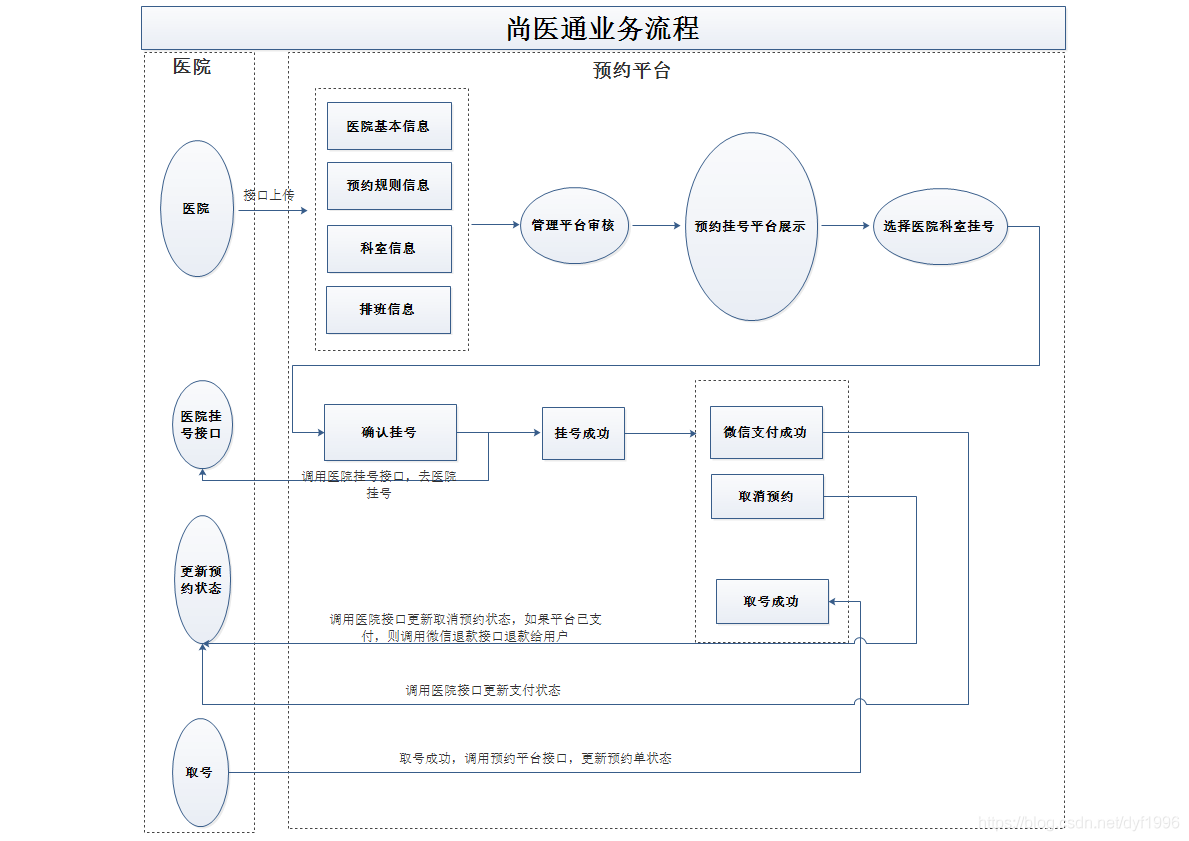 尚医通业务流程
医院
预约平台
医院基本信息
预约规则信息
科室信息
排班信息
医院
接口上传
管理平台审核
预约挂号平台展示
选择医院科室挂号
医院挂
号接口
确认挂号
挂号成功
微信支付成功
取消预约
取号成功
调用医院挂号接口，去医院
挂号
更新预
约状态
调用医院接口更新取消预约状态，如果平台已支
付，则调用微信退款接口退款给用户
调用医院接口更新支付状态
取号
取号成功，调用预约平台接口，更新预约单状态
https://blog.csdn.net/dyf1996